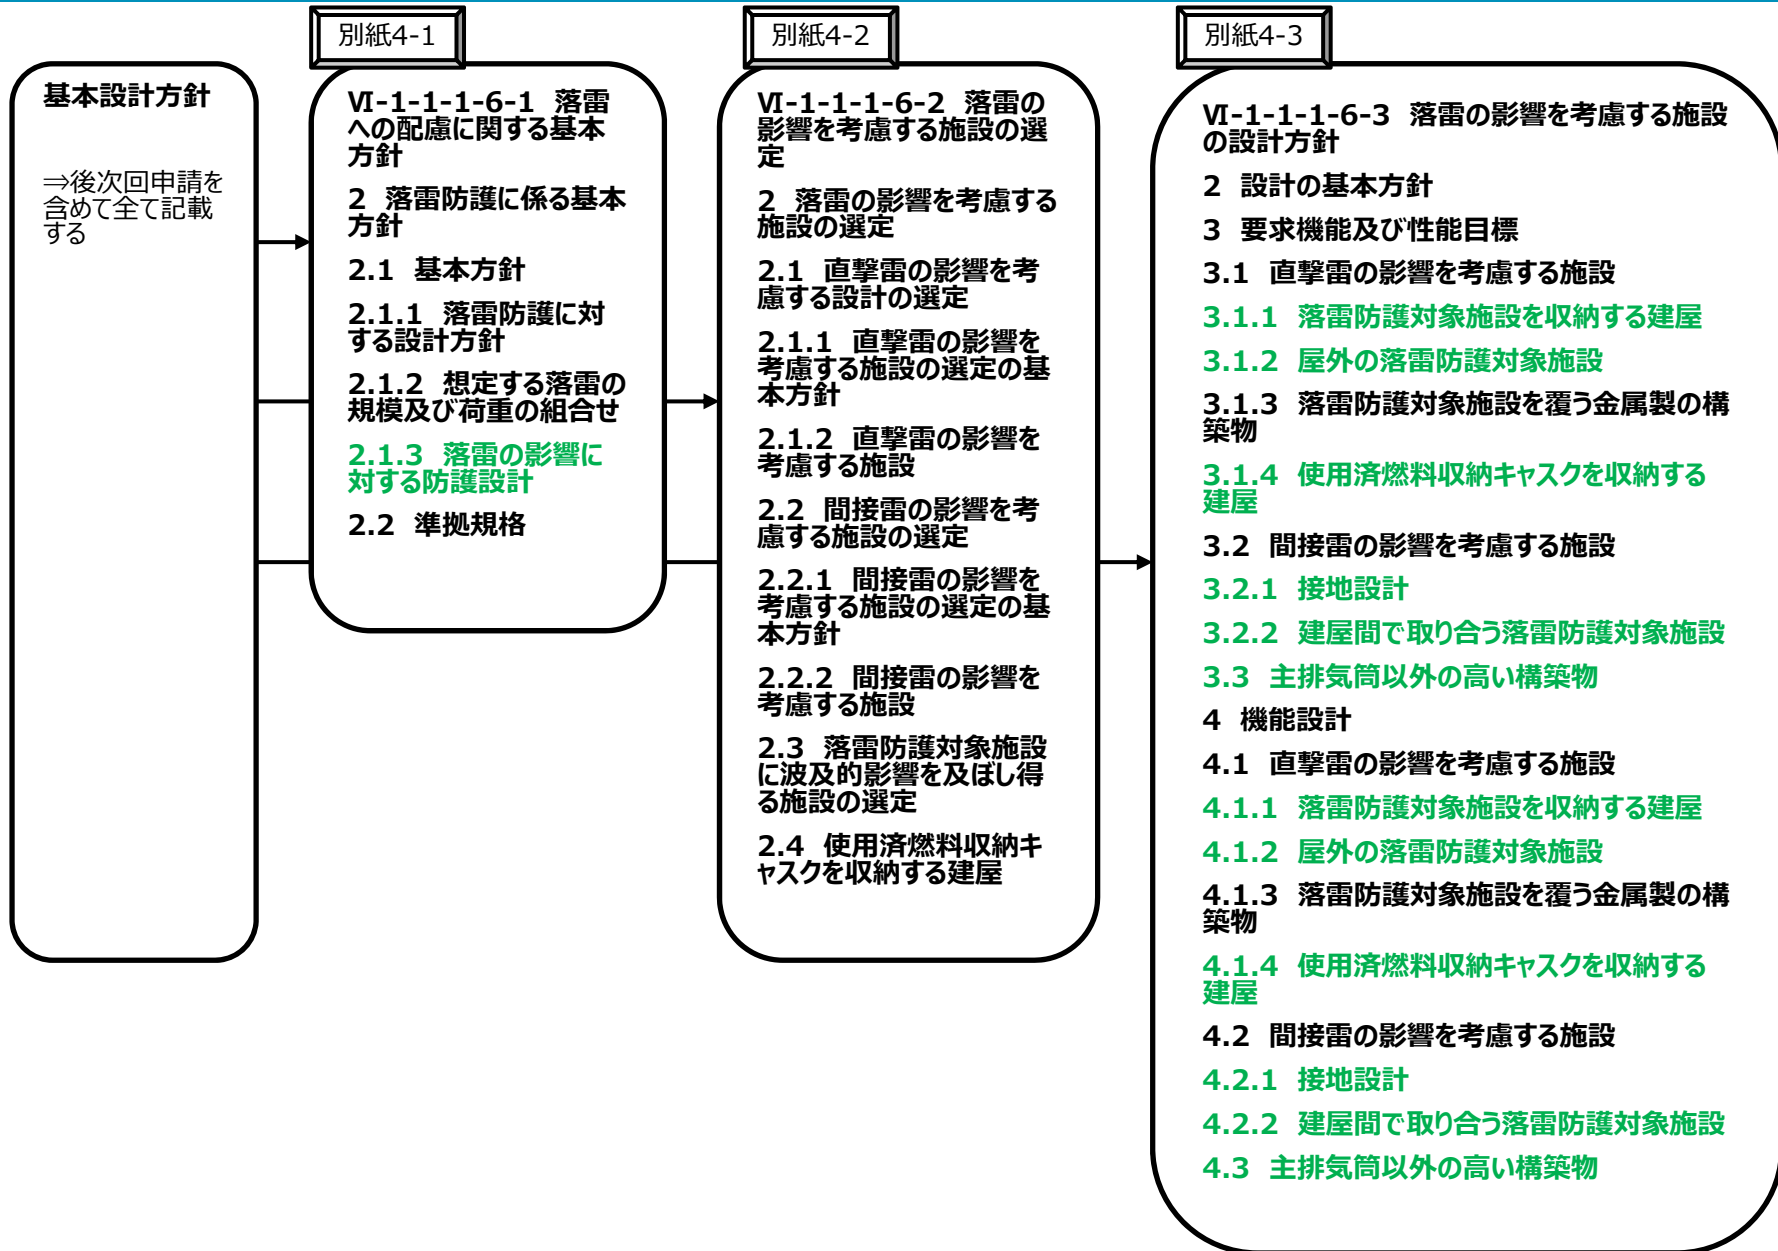 別紙4-1
別紙4-2
別紙4-3
基本設計方針
⇒後次回申請を
含めて全て記載
する
Ⅵ-1-1-1-6-1 落雷
への配慮に関する基本
方針
2 落雷防護に係る基本
方針
2.1 基本方針
2.1.1 落雷防護に対
する設計方針
2.1.2 想定する落雷の
規模及び荷重の組合せ
2.1.3 落雷の影響に
対する防護設計
2.2 準拠規格
Ⅵ-1-1-1-6-2 落雷の
影響を考慮する施設の選
定
2 落雷の影響を考慮する
施設の選定
2.1 直撃雷の影響を考
慮する設計の選定
2.1.1 直撃雷の影響を
考慮する施設の選定の基
本方針
2.1.2 直撃雷の影響を
考慮する施設
2.2 間接雷の影響を考
慮する施設の選定
2.2.1 間接雷の影響を
考慮する施設の選定の基
本方針
2.2.2 間接雷の影響を
考慮する施設
2.3 落雷防護対象施設
に波及的影響を及ぼし得
る施設の選定
2.4 使用済燃料収納キ
ャスクを収納する建屋
Ⅵ-1-1-1-6-3 落雷の影響を考慮する施設
の設計方針
2 設計の基本方針
3 要求機能及び性能目標
3.1 直撃雷の影響を考慮する施設
3.1.1 落雷防護対象施設を収納する建屋
3.1.2 屋外の落雷防護対象施設
3.1.3 落雷防護対象施設を覆う金属製の構
築物
3.1.4 使用済燃料収納キャスクを収納する
建屋
3.2 間接雷の影響を考慮する施設
3.2.1 接地設計
3.2.2 建屋間で取り合う落雷防護対象施設
3.3 主排気筒以外の高い構築物
4 機能設計
4.1 直撃雷の影響を考慮する施設
4.1.1 落雷防護対象施設を収納する建屋
4.1.2 屋外の落雷防護対象施設
4.1.3 落雷防護対象施設を覆う金属製の構
築物
4.1.4 使用済燃料収納キャスクを収納する
建屋
4.2 間接雷の影響を考慮する施設
4.2.1 接地設計
4.2.2 建屋間で取り合う落雷防護対象施設
4.3 主排気筒以外の高い構築物